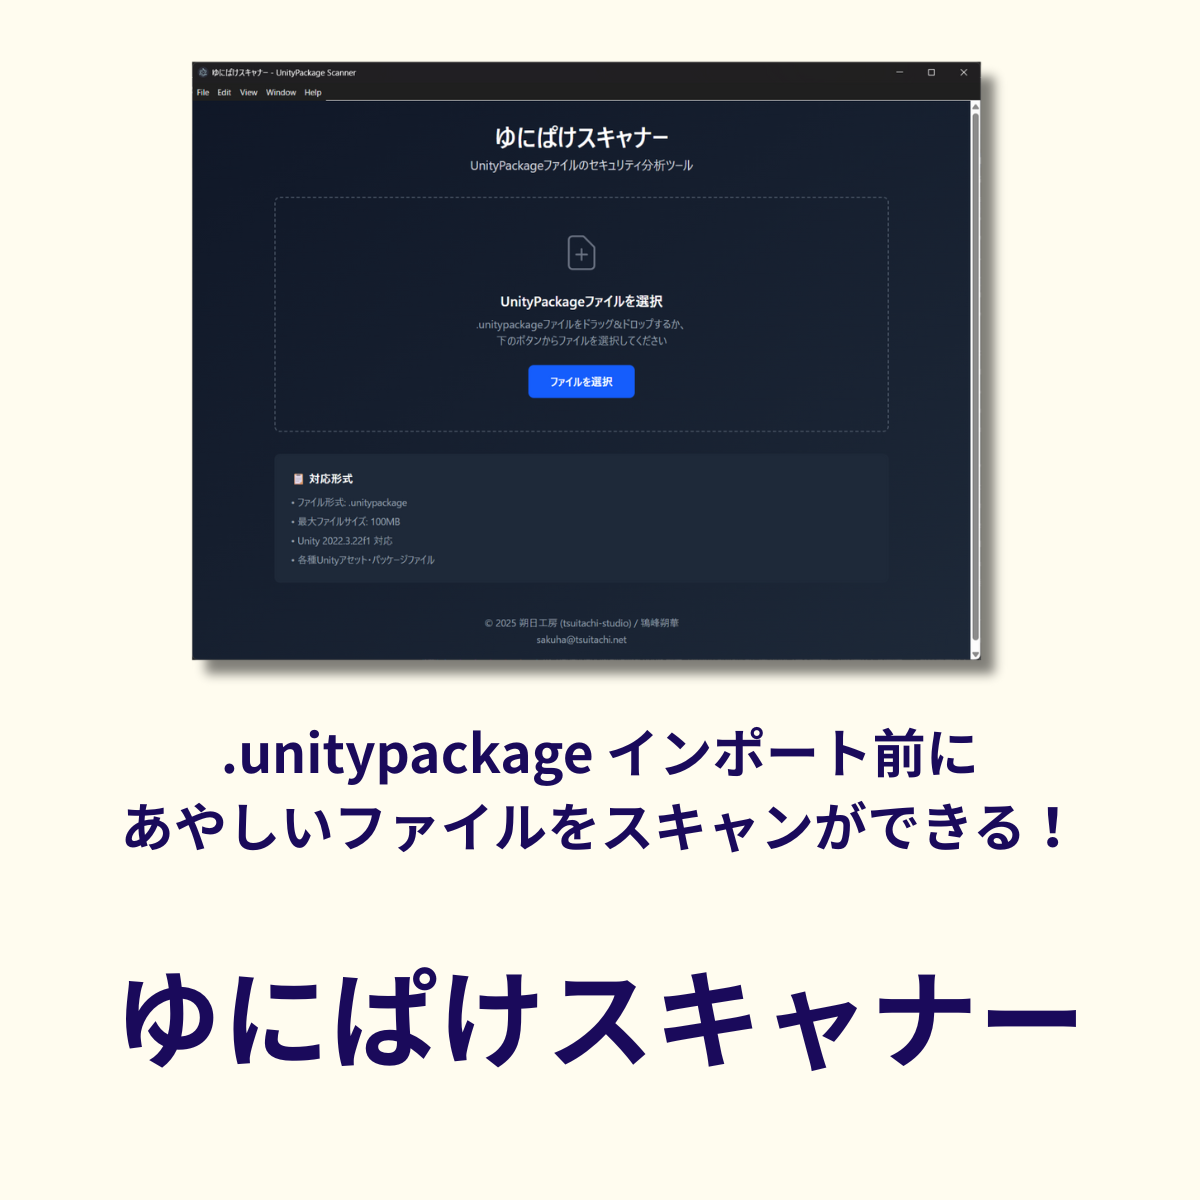 ゆにぱけスキャナー - UnityPackage Scanner
File Edit View Window Help
ゆにぱけスキャナー
UnityPackageファイルのセキュリティ分析ツール
UnityPackageファイルを選択
.unitypackageファイルをドラッグ&ドロップするか、
下のボタンからファイルを選択してください
ファイルを選択
対応形式
• ファイル形式: .unitypackage
• 最大ファイルサイズ: 100MB
• Unity 2022.3.22f1 対応
• 各種Unityアセット・パッケージファイル
© 2025 朔日工房 (tsuitachi-studio) / 鴇峰朔華
sakuha@tsuitachi.net
.unitypackage インポート前に
あやしいファイルをスキャンができる！
ゆにぱけスキャナー